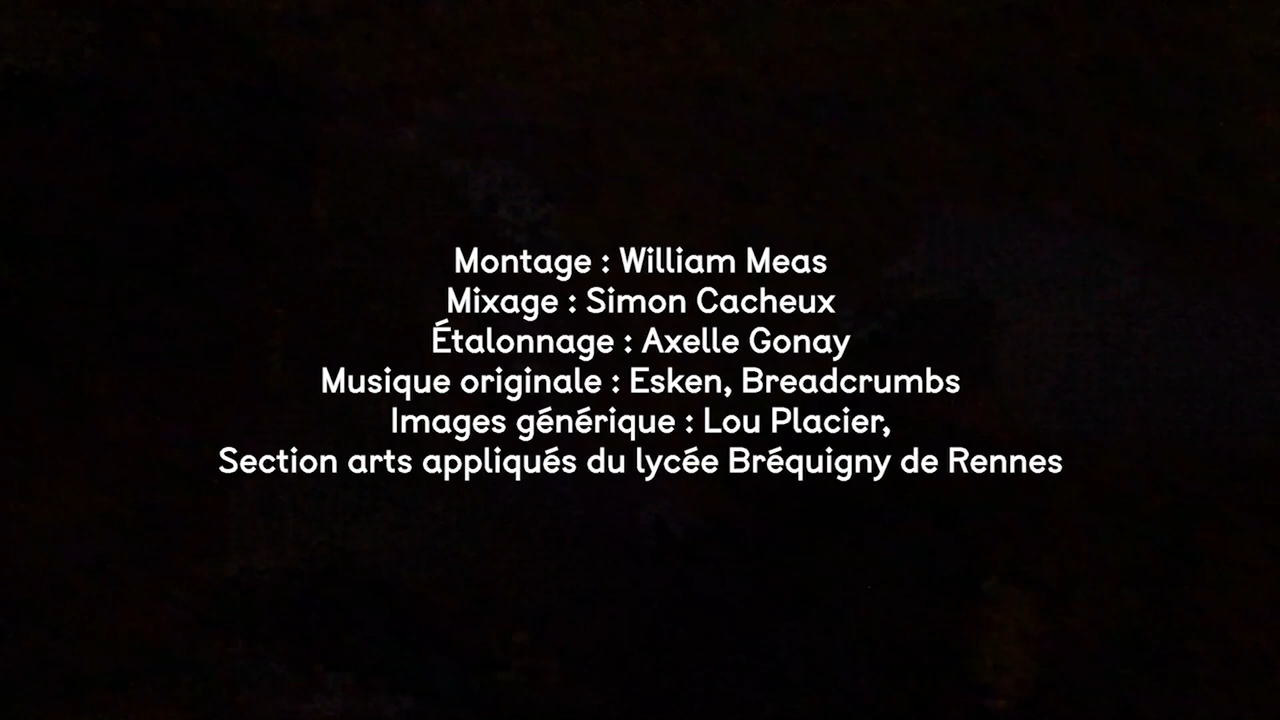 Montage : William Meas
Mixage : Simon Cacheux
Étalonnage : Axelle Gonay
Musique originale : Esken, Breadcrumbs
Images générique : Lou Placier,
Section arts appliqués du lycée Bréquigny de Rennes